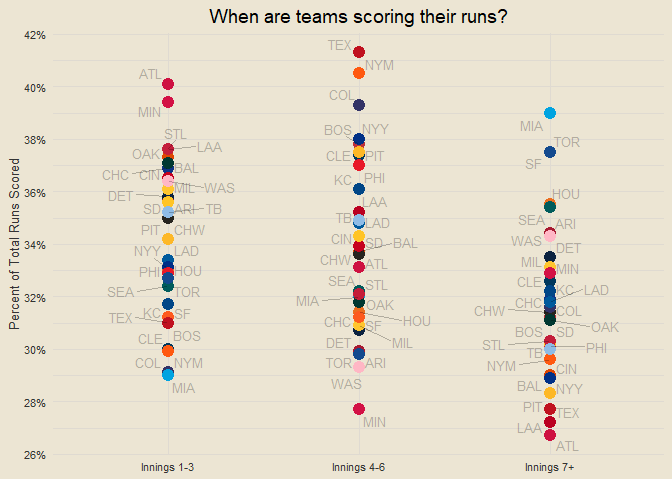 When are teams scoring their runs?
Percent of Total Runs Scored
42%
40%
38%
36%
34%
32%
30%
28%
26%
ATL
MIN
STL
LAA
OAK
CHC
CIN
BAL
MIL
WAS
DET
SD
ARI
TB
PIT
CHW
NYY
LAD
PHI
HOU
SEA
TOR
KC
SF
TEX
CLE
BOS
COL
NYM
MIA
TEX
NYM
COL
BOS
NYY
CLE
PIT
KC
PHI
LAA
TB
LAD
CIN
SD
BAL
CHW
ATL
SEA
STL
MIA
OAK
HOU
CHC
SF
MIL
DET
TOR
ARI
WAS
MIN
MIA
TOR
SF
HOU
SEA
ARI
WAS
DET
MIL
MIN
CLE
KC
LAD
CHC
CHW
COL
OAK
BOS
SD
STL
PHI
TB
NYM
CIN
BAL
NYY
PIT
TEX
LAA
ATL
Innings 1-3
Innings 4-6
Innings 7+